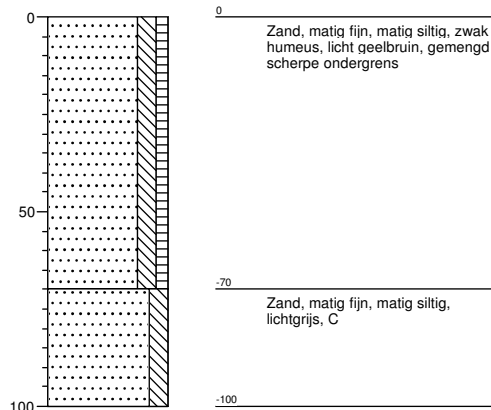 0
0
Zand, matig fijn, matig siltig, zwak
humeus, licht geelbruin, gemengd
scherpe ondergrens
50
-70
Zand, matig fijn, matig siltig,
lichtgrijs, C
100
-100